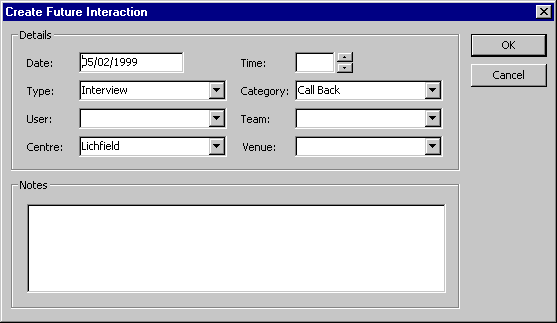 Create Future Interaction
Details
OK
Date: 05/02/1999 Time:
Cancel
Type: Interview Category: Call Back
User: Team:
Centre: Lichfield Venue:
Notes